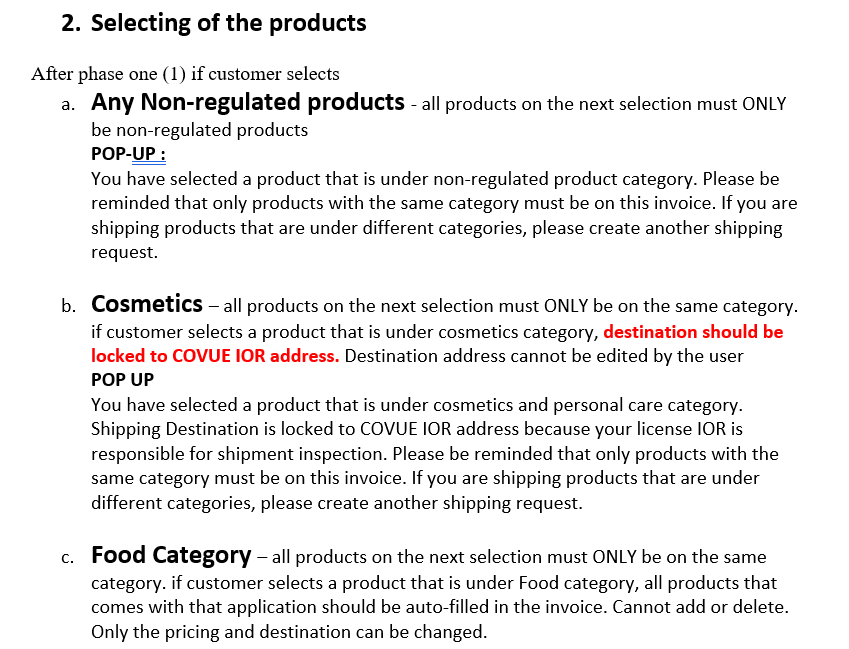 2. Selecting of the products
After phase one (1) if customer selects
a. Any Non-regulated products - all products on the next selection must ONLY
be non-regulated products
POP-UP :
You have selected a product that is under non-regulated product category. Please be
reminded that only products with the same category must be on this invoice. If you are
shipping products that are under different categories, please create another shipping
request.
b. Cosmetics – all products on the next selection must ONLY be on the same category.
if customer selects a product that is under cosmetics category, destination should be
locked to COVUE IOR address. Destination address cannot be edited by the user
POP UP
You have selected a product that is under cosmetics and personal care category.
Shipping Destination is locked to COVUE IOR address because your license IOR is
responsible for shipment inspection. Please be reminded that only products with the
same category must be on this invoice. If you are shipping products that are under
different categories, please create another shipping request.
c. Food Category – all products on the next selection must ONLY be on the same
category. if customer selects a product that is under Food category, all products that
comes with that application should be auto-filled in the invoice. Cannot add or delete.
Only the pricing and destination can be changed.